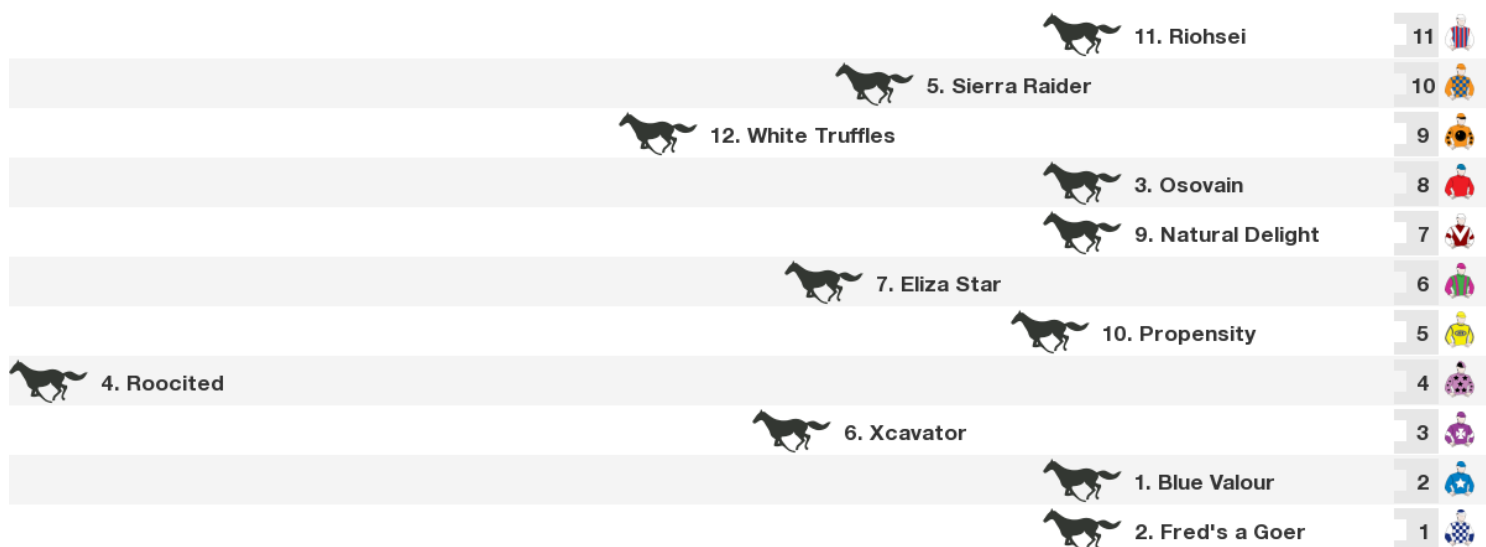 11. Riohsei 11
5. Sierra Raider 10
12. White Truffles 9
3. Osovain 8
9. Natural Delight 7
7. Eliza Star 6
10. Propensity 5
4. Roocited 4
6. Xcavator 3
1. Blue Valour 2
2. Fred's a Goer 1